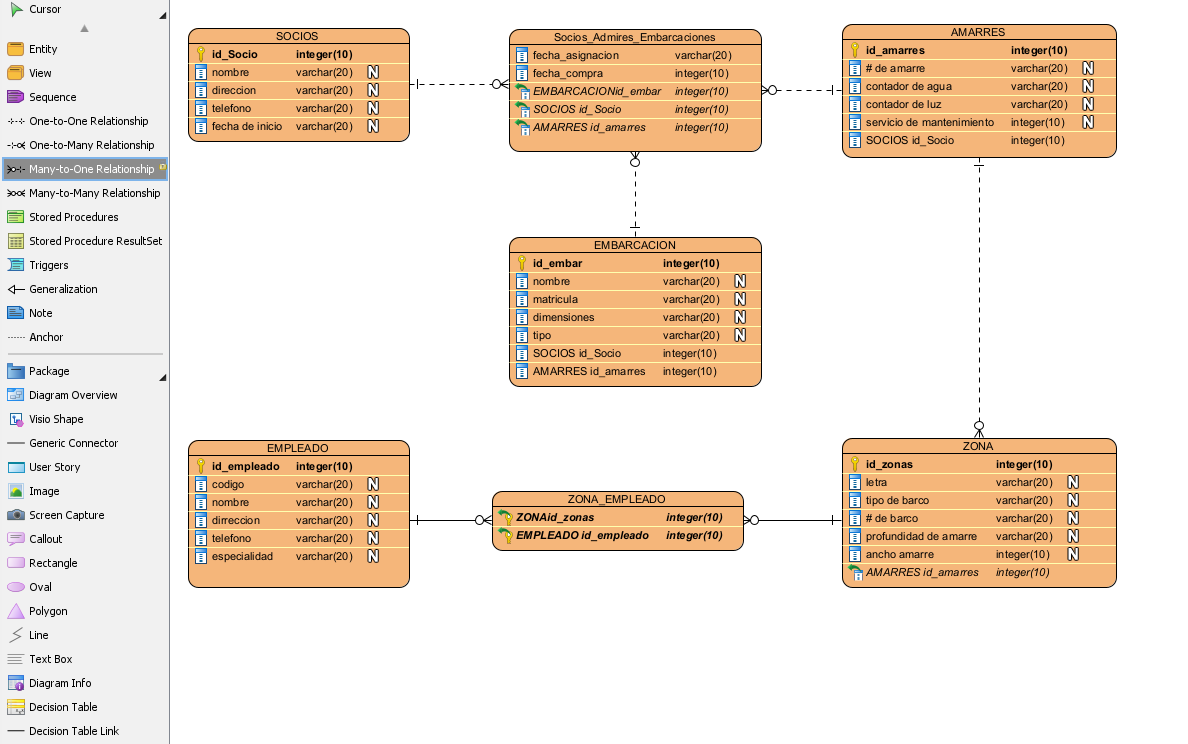 Cursor
Entity
View
Sequence
One-to-One Relationship
One-to-Many Relationship
Many-to-One Relationship
Many-to-Many Relationship
Stored Procedures
Stored Procedure ResultSet
Triggers
Generalization
Note
Anchor
Package
Diagram Overview
Visio Shape
Generic Connector
User Story
Image
Screen Capture
Callout
Rectangle
Oval
Polygon
Line
Text Box
Diagram Info
Decision Table
Decision Table Link
SOCIOS
id_Socio integer(10)
nombre varchar(20) N
direccion varchar(20) N
telefono varchar(20) N
fecha de inicio varchar(20) N
Socios_Admires_Embarcaciones
fecha_asignacion varchar(20)
fecha_compra integer(10)
EMBARCACIONid_embar integer(10)
SOCIOS id_Socio integer(10)
AMARRES id_amarres integer(10)
AMARRES
id_amarres integer(10)
# de amarre varchar(20) N
contador de agua varchar(20) N
contador de luz varchar(20) N
servicio de mantenimiento integer(10) N
SOCIOS id_Socio integer(10)
EMBARCACION
id_embar integer(10)
nombre varchar(20) N
matricula varchar(20) N
dimensiones varchar(20) N
tipo varchar(20) N
SOCIOS id_Socio integer(10)
AMARRES id_amarres integer(10)
EMPLEADO
id_empleado integer(10)
codigo varchar(20) N
nombre varchar(20) N
dirreccion varchar(20) N
telefono varchar(20) N
especialidad varchar(20) N
ZONA_EMPLEADO
ZONAid_zonas integer(10)
EMPLEADO id_empleado integer(10)
ZONA
id_zonas integer(10)
letra varchar(20) N
tipo de barco varchar(20) N
# de barco varchar(20) N
profundidad de amarre varchar(20) N
ancho amarre integer(10) N
AMARRES id_amarres integer(10)